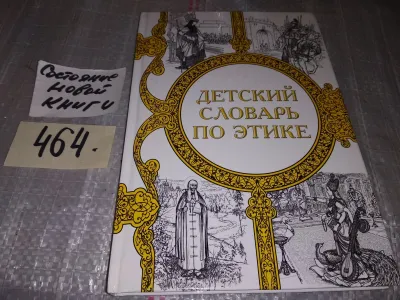 Состояние
новой
книги
464.
ДЕТСКИЙ
СЛОВАРЬ
ПО ЭТИКЕ